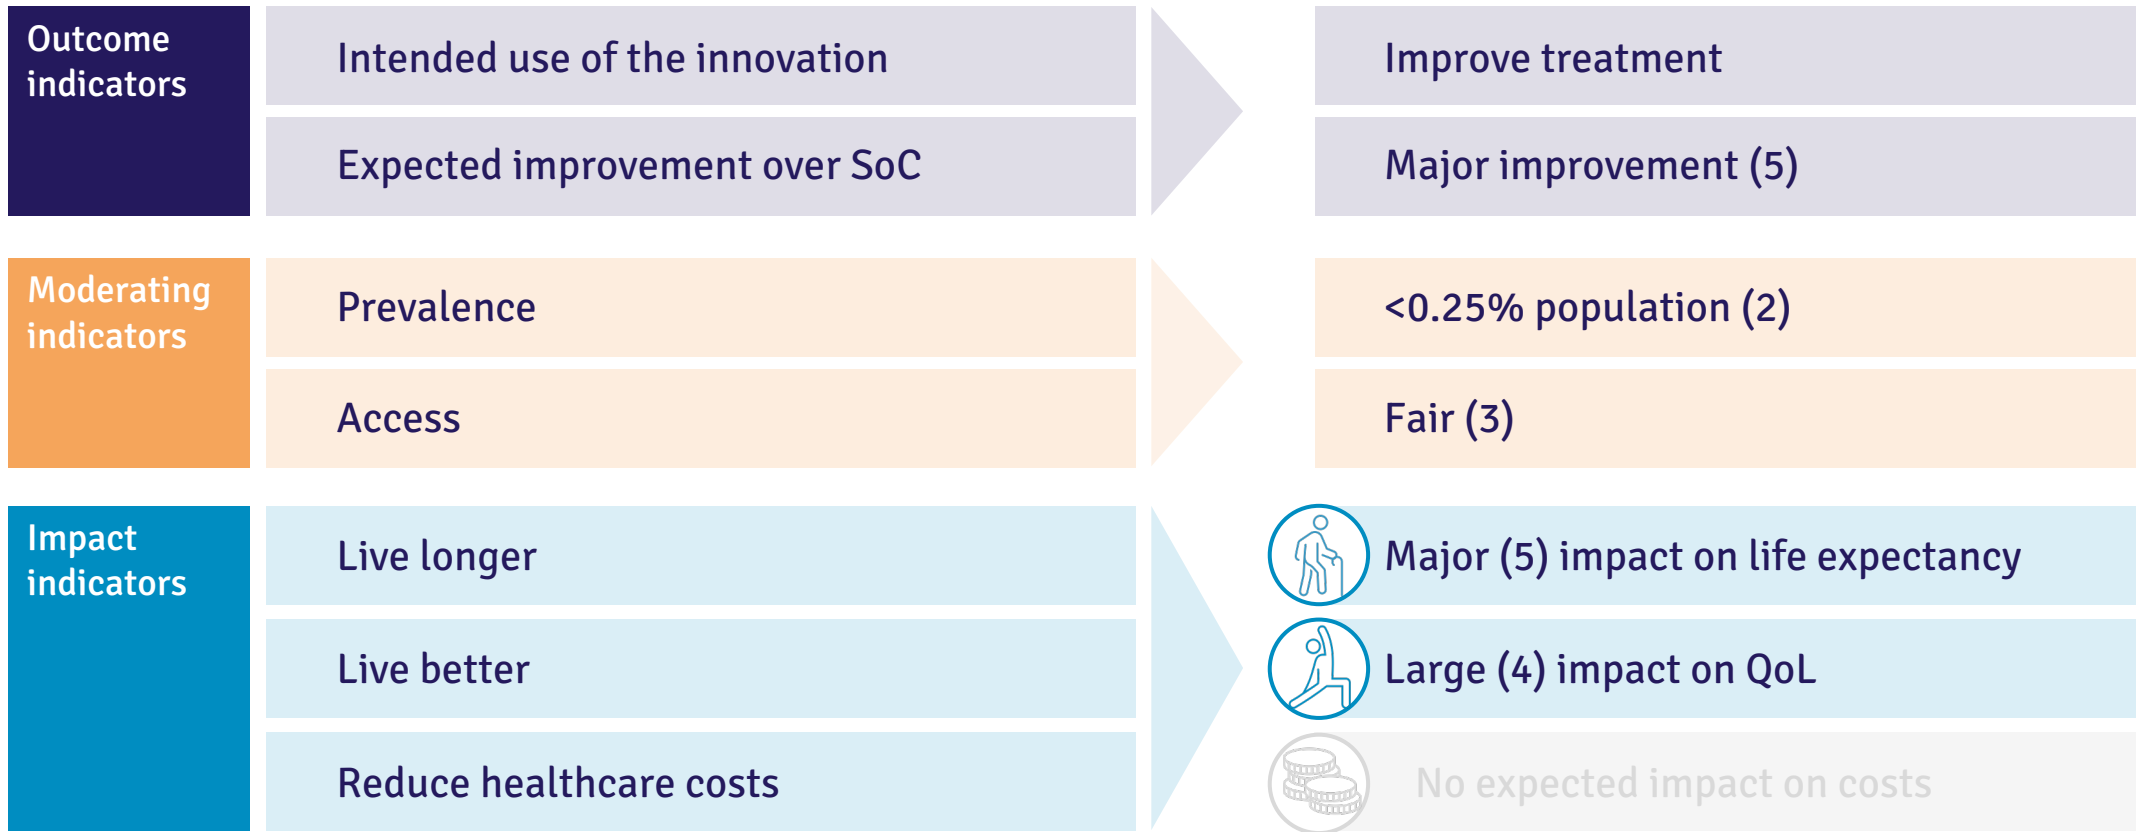 Outcome
indicators
Intended use of the innovation
Improve treatment
Expected improvement over SoC
Major improvement (5)
Moderating
indicators
Prevalence
<0.25% population (2)
Access
Fair (3)
Impact
indicators
Live longer
Major (5) impact on life expectancy
Live better
Large (4) impact on QoL
Reduce healthcare costs
No expected impact on costs